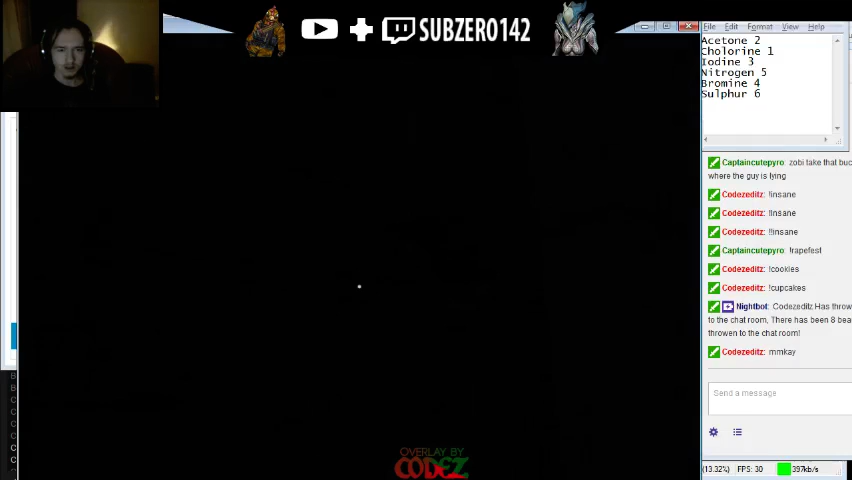 SUBZERO142
File Edit Format View Help
Acetone 2
Cholorine 1
Iodine 3
Nitrogen 5
Bromine 4
Sulphur 6
Captaincutepyro: zobi take that buc
where the guy is lying
Codezeditz: !insane
Codezeditz: !insane
Codezeditz: !!insane
Captaincutepyro: !rapefest
Codezeditz: !cookies
Codezeditz: !cupcakes
Nightbot: Codezeditz Has throw
to the chat room, There has been 8 bea
throwen to the chat room!
Codezeditz: mmkay
Send a message
OVERLAY BY
CODEZ
(13.32%) FPS: 30 397kb/s